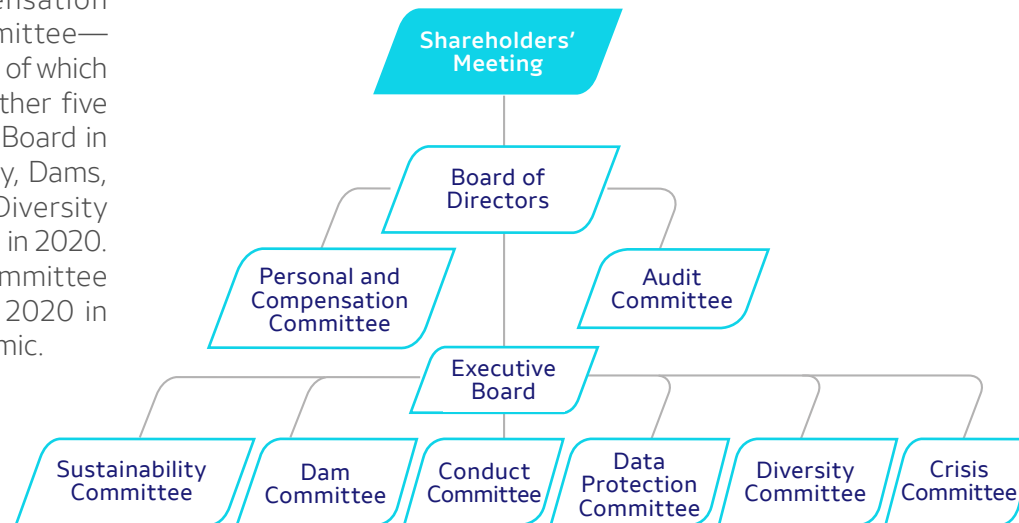 ensation
mittee—
of which
ther five
Board in
y, Dams,
Diversity
in 2020.
ommittee
2020 in
mic.
Shareholders'
Meeting
Board of
Directors
Personal and
Compensation
Committee
Audit
Committee
Executive
Board
Sustainability
Committee
Dam
Committee
Conduct
Committee
Data
Protection
Committee
Diversity
Committee
Crisis
Committee